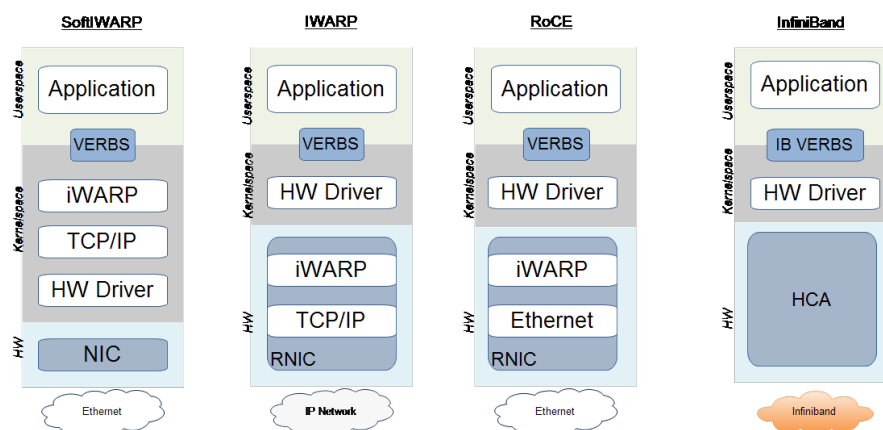 SoftIWARP
Userspace
Application
VERBS
Kernelspace
iWARP
TCP/IP
HW Driver
HW
NIC
Ethernet
IWARP
Userspace
Application
VERBS
Kernelspace
HW Driver
HW
iWARP
TCP/IP
RNIC
IP Network
RoCE
Userspace
Application
VERBS
Kernelspace
HW Driver
HW
iWARP
Ethernet
RNIC
Ethernet
InfiniBand
Userspace
Application
IB VERBS
Kernelspace
HW Driver
HW
HCA
Infiniband